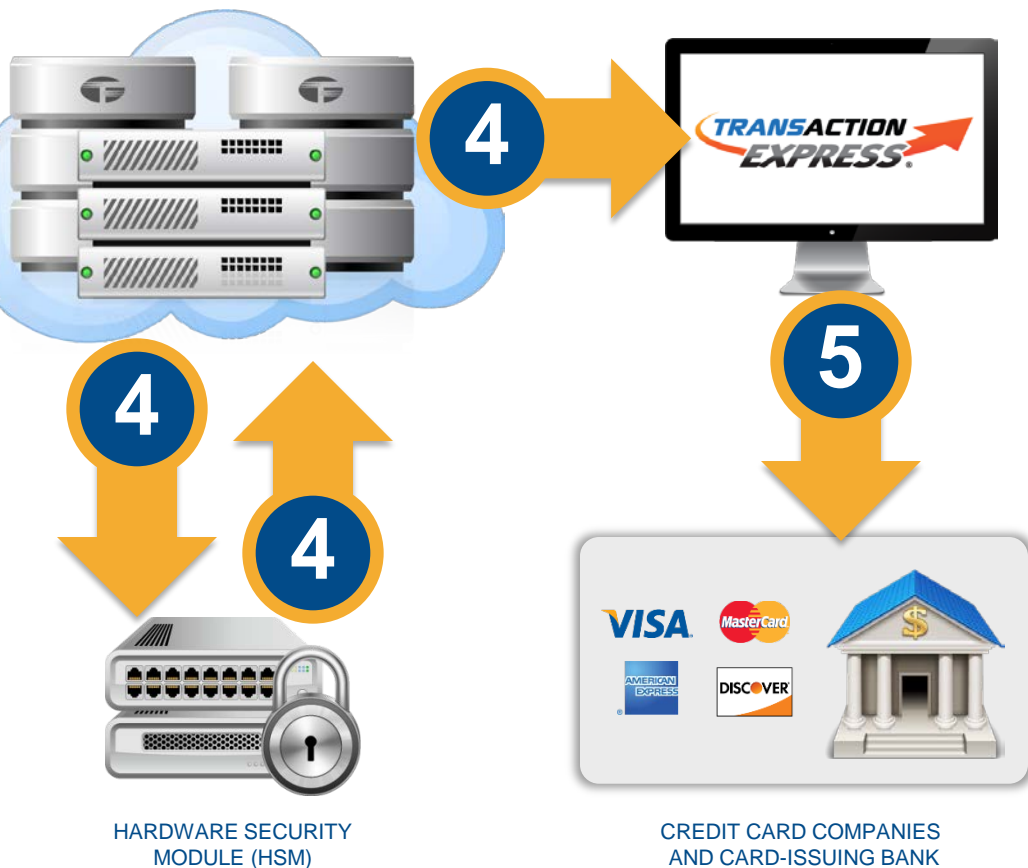 4
TRANSACTION
EXPRESS®
4
5
4
VISA
MasterCard
AMERICAN
EXPRESS
®
DISCOVER
$
HARDWARE SECURITY
MODULE (HSM)
CREDIT CARD COMPANIES
AND CARD-ISSUING BANK